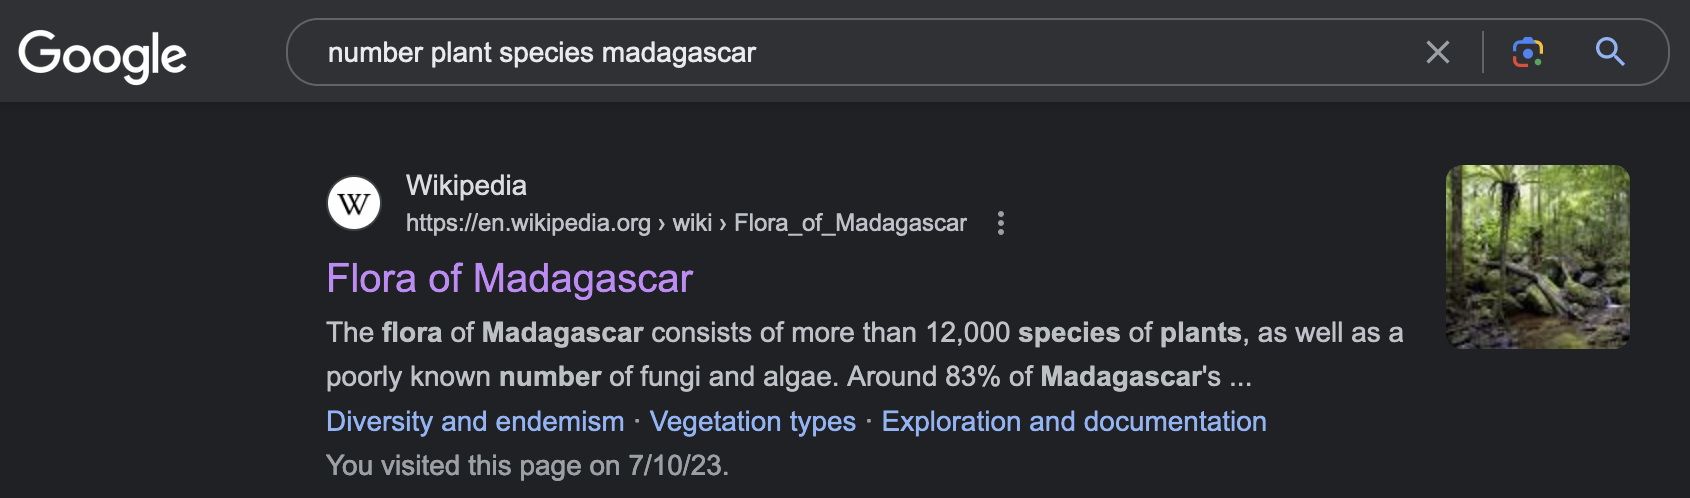 Google
number plant species madagascar
W
Wikipedia
https://en.wikipedia.org › wiki › Flora_of_Madagascar
Flora of Madagascar
The flora of Madagascar consists of more than 12,000 species of plants, as well as a
poorly known number of fungi and algae. Around 83% of Madagascar's ...
Diversity and endemism · Vegetation types · Exploration and documentation
You visited this page on 7/10/23.